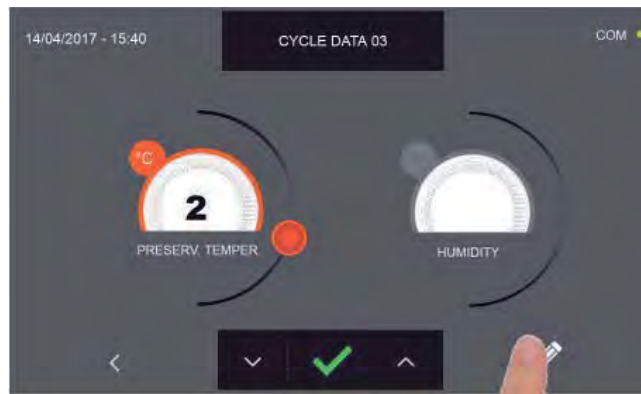 14/04/2017 - 15:40
CYCLE DATA 03
COM
°C
2
PRESERV. TEMPER.
HUMIDITY